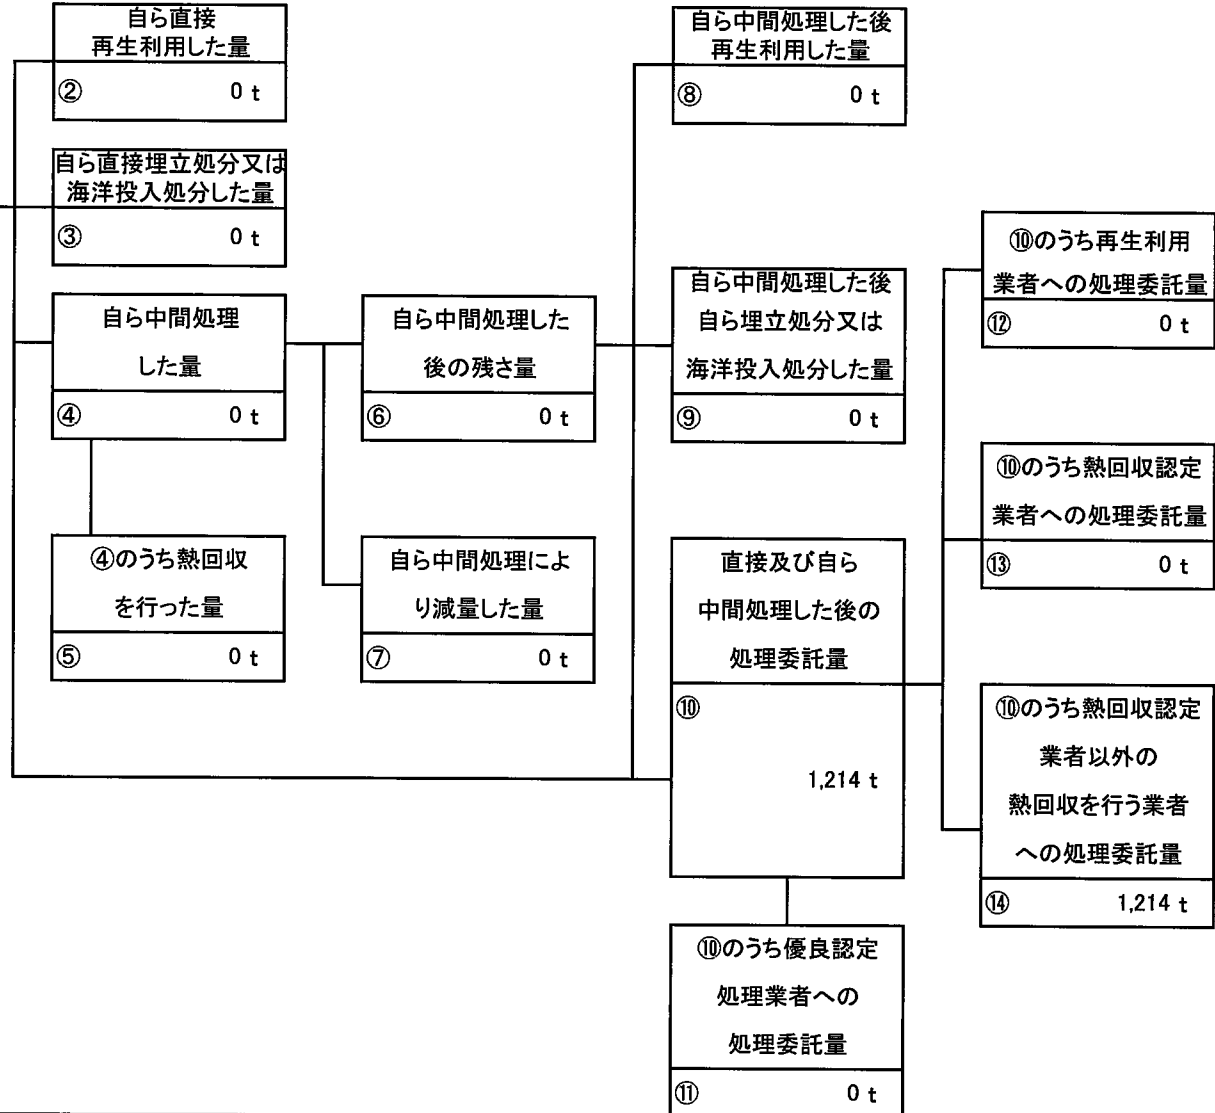 自ら直接
再生利用した量
② 0 t
自ら直接埋立処分又は
海洋投入処分した量
③ 0 t
自ら中間処理
した量
④ 0 t
④のうち熱回収
を行った量
⑤ 0 t
自ら中間処理した
後の残さ量
⑥ 0 t
自ら中間処理によ
り減量した量
⑦ 0 t
自ら中間処理した後
再生利用した量
⑧ 0 t
自ら中間処理した後
自ら埋立処分又は
海洋投入処分した量
⑨ 0 t
直接及び自ら
中間処理した後の
処理委託量
⑩
1,214 t
⑩のうち優良認定
処理業者への
処理委託量
⑪ 0 t
⑩のうち再生利用
業者への処理委託量
⑫ 0 t
⑩のうち熱回収認定
業者への処理委託量
⑬ 0 t
⑩のうち熱回収認定
業者以外の
熱回収を行う業者
への処理委託量
⑭ 1,214 t